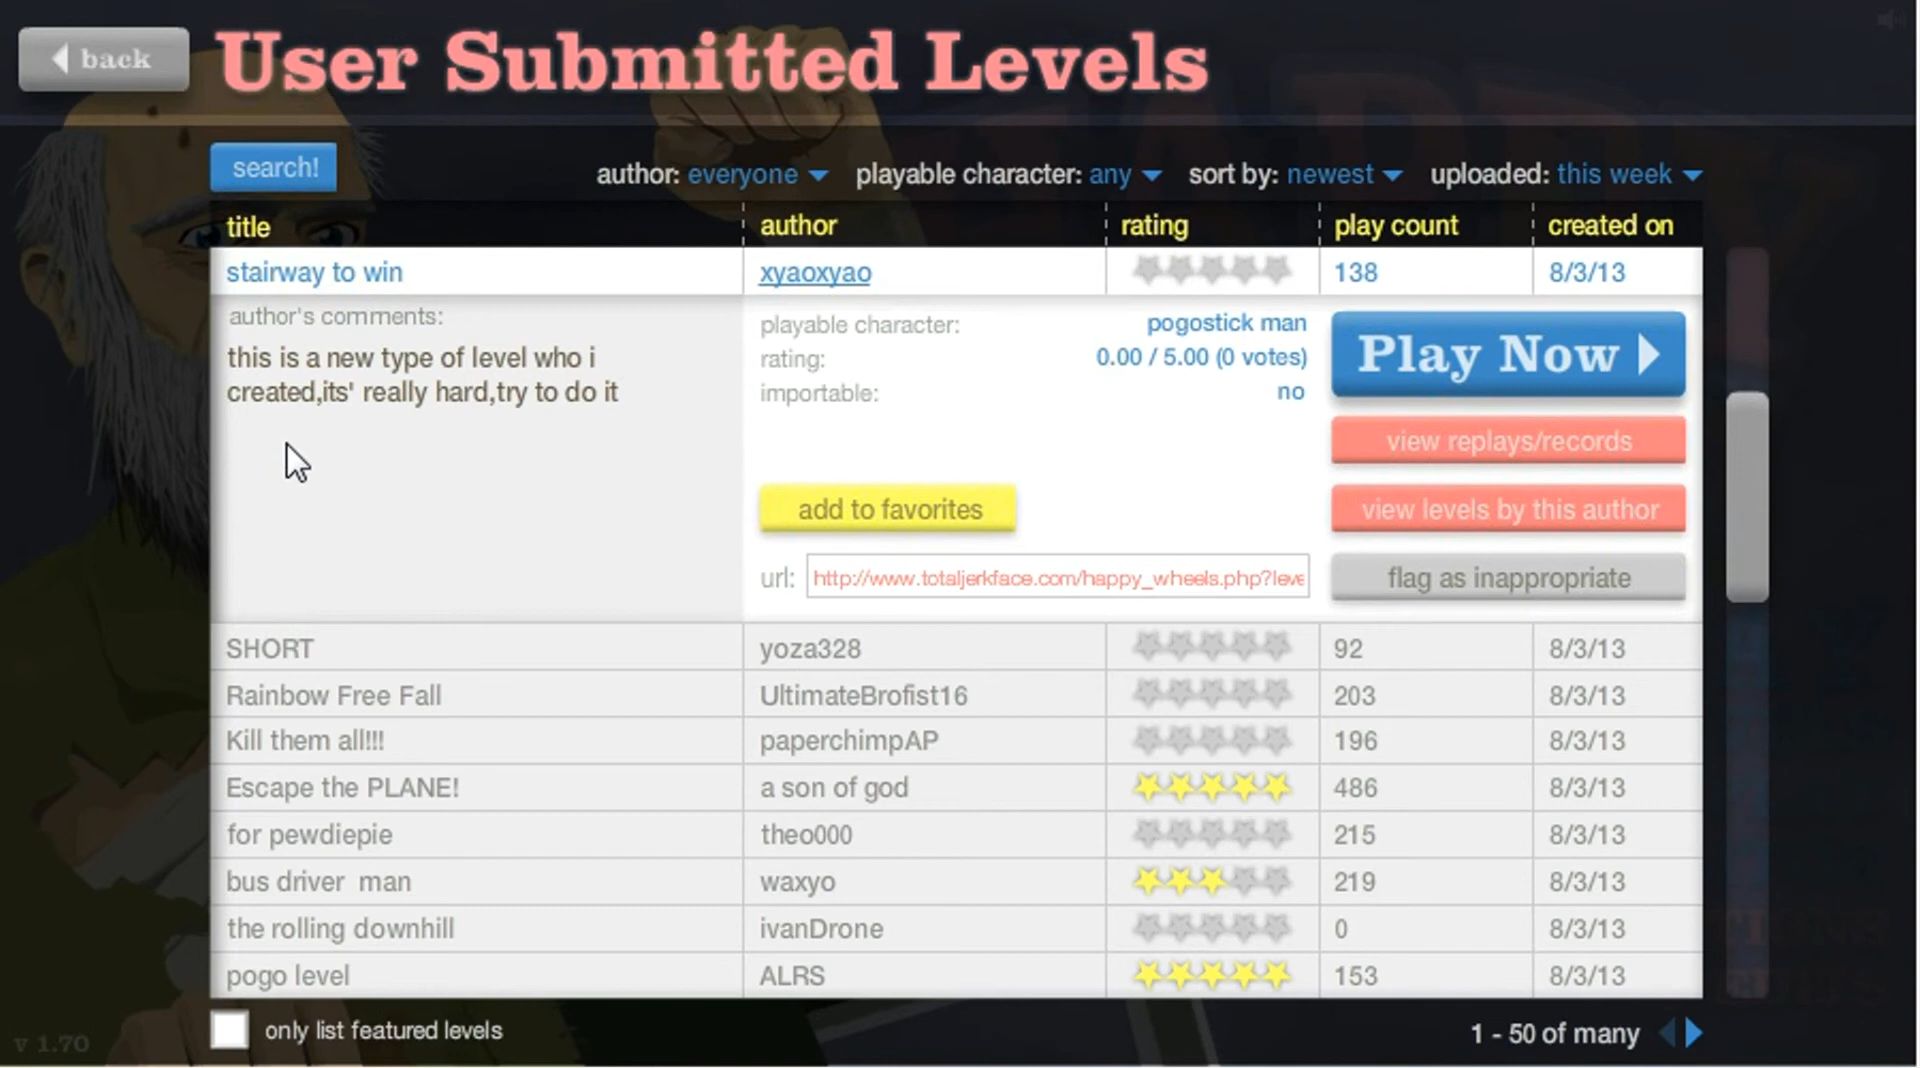 back
User Submitted Levels
search!
author: everyone playable character: any sort by: newest uploaded: this week
title author rating play count created on
stairway to win xyaoxyao 138 8/3/13
author's comments:
this is a new type of level who i
created,its' really hard,try to do it
playable character: pogostick man
rating: 0.00 / 5.00 (0 votes)
importable: no
Play Now
view replays/records
add to favorites
view levels by this author
url: http://www.totaljerkface.com/happy_wheels.php?leve
flag as inappropriate
SHORT yoza328 92 8/3/13
Rainbow Free Fall UltimateBrofist16 203 8/3/13
Kill them all!!! paperchimpAP 196 8/3/13
Escape the PLANE! a son of god 486 8/3/13
for pewdiepie theo000 215 8/3/13
bus driver  man waxyo 219 8/3/13
the rolling downhill ivanDrone 0 8/3/13
pogo level ALRS 153 8/3/13
only list featured levels
1 - 50 of many
v 1.70